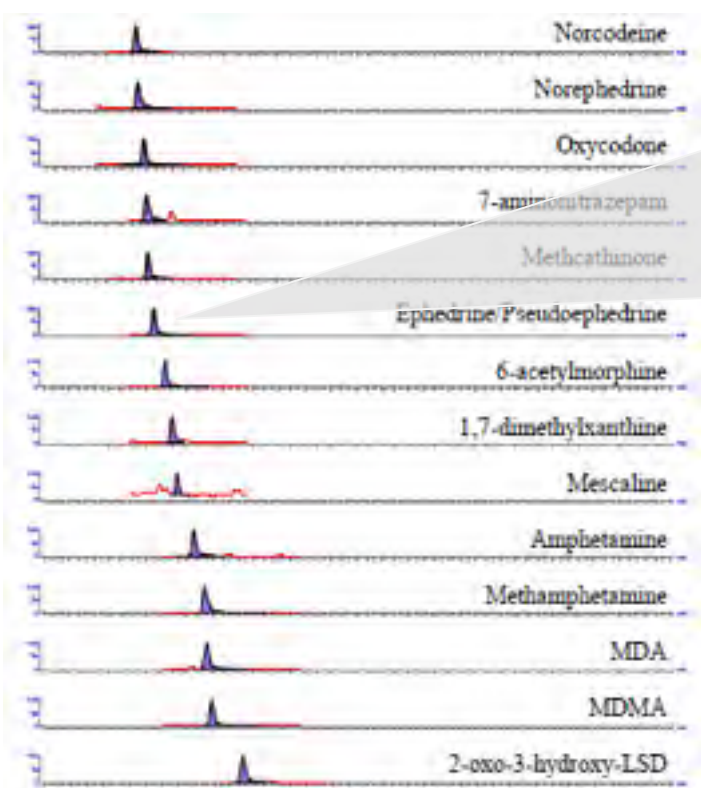 Norcodeine
Norephedrine
Oxycodone
7-aminonitrazepam
Methcathinone
Ephedrine/Pseudoephedrine
6-acetylmorphine
1,7-dimethylxanthine
Mescaline
Amphetamine
Methamphetamine
MDA
MDMA
2-oxo-3-hydroxy-LSD